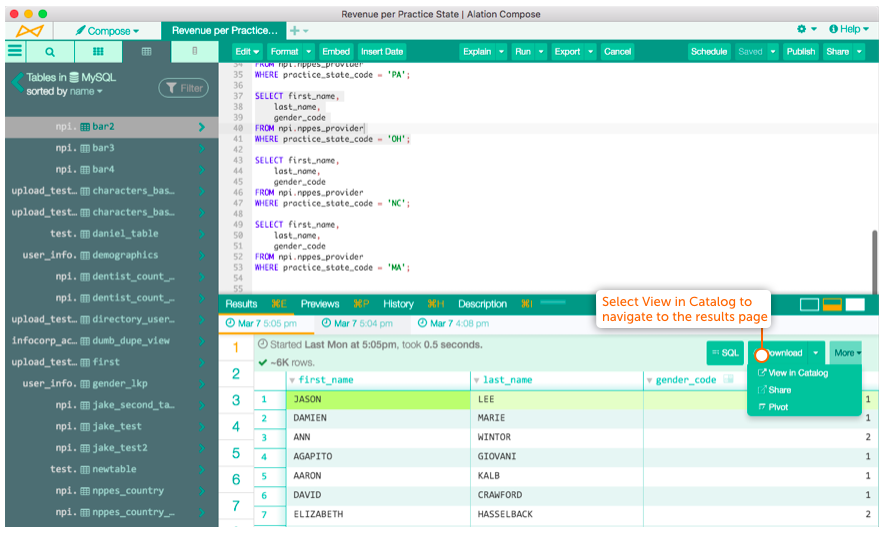 Revenue per Practice State | Alation Compose
Compose
Revenue per Practice...
Help
Edit Format Embed Insert Date Explain Run Export Cancel Schedule Saved Publish Share
Tables in MySQL
sorted by name
Filter
npi. bar2
npi. bar3
npi. bar4
upload_test… characters_bas…
upload_test… characters_bas…
test. daniel_table
user_info. demographics
npi. dentist_count_…
npi. dentist_count_…
upload_test… directory_user…
infocorp_ac… dumb_dupe_view
upload_test… first
user_info. gender_lkp
npi. jake_second_ta…
npi. jake_test
npi. jake_test2
test. newtable
npi. nppes_country
npi. nppes_country_…
34 FROM npi.nppes_provider
35 WHERE practice_state_code = 'PA';
36
37 SELECT first_name,
38 last_name,
39 gender_code
40 FROM npi.nppes_provider
41 WHERE practice_state_code = 'OH';
42
43 SELECT first_name,
44 last_name,
45 gender_code
46 FROM npi.nppes_provider
47 WHERE practice_state_code = 'NC';
48
49 SELECT first_name,
50 last_name,
51 gender_code
52 FROM npi.nppes_provider
53 WHERE practice_state_code = 'MA';
54
55
Results ⌘E Previews ⌘P History ⌘H Description ⌘I
Select View in Catalog to
navigate to the results page
Mar 7 5:05 pm Mar 7 5:04 pm Mar 7 4:08 pm
1
2
3
4
5
6
7
Started Last Mon at 5:05pm, took 0.5 seconds.
~6K rows.
SQL
Download
More
View in Catalog
Share
Pivot
first_name last_name gender_code
1 JASON LEE 1
2 DAMIEN MARIE 1
3 ANN WINTOR 2
4 AGAPITO GIOVANI 1
5 AARON KALB 1
6 DAVID CRAWFORD 1
7 ELIZABETH HASSELBACK 2